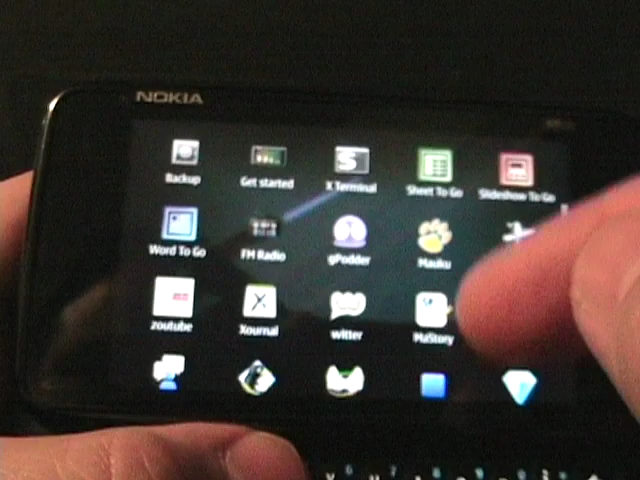 NOKIA
Backup
Get started
X Terminal
Sheet To Go
Slideshow To Go
Word To Go
FM Radio
gPodder
Mauku
zoutube
Xournal
witter
MaStory